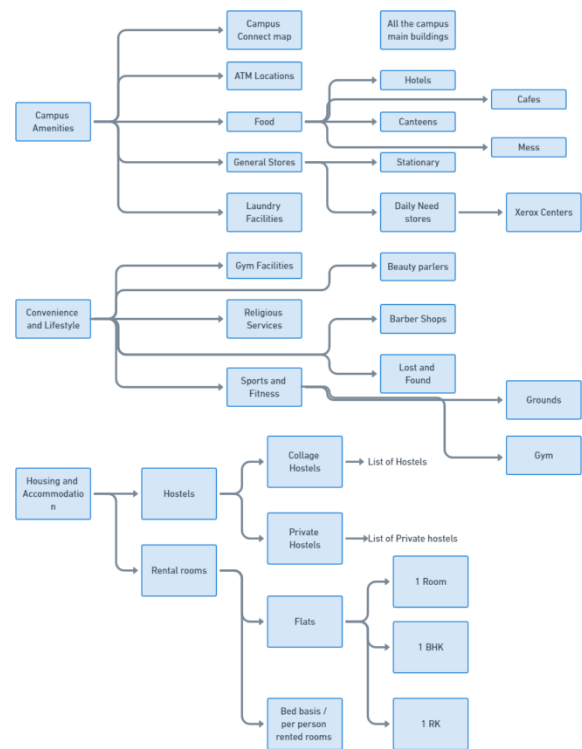 Campus
Connect map
All the campus
main buildings
ATM Locations
Hotels
Cafes
Campus
Amenities
Food
Canteens
Mess
General Stores
Stationary
Laundry
Facilities
Daily Need
stores
Xerox Centers
Gym Facilities
Beauty parlers
Convenience
and Lifestyle
Religious
Services
Barber Shops
Sports and
Fitness
Lost and
Found
Grounds
Gym
Housing and
Accommodatio
n
Hostels
Collage
Hostels
List of Hostels
Private
Hostels
List of Private hostels
Rental rooms
Flats
1 Room
1 BHK
1 RK
Bed basis /
per person
rented rooms